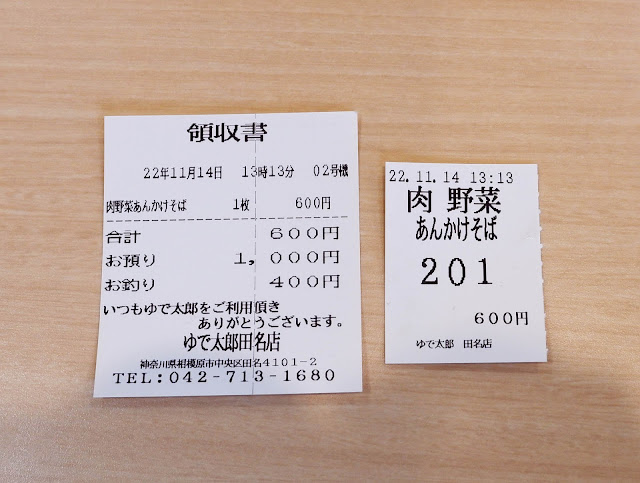 領収書
22年11月14日 13時13分 02号機
肉野菜あんかけそば 1枚 600円
合計 600円
お預り 1,000円
お釣り 400円
いつもゆで太郎をご利用頂き
ありがとうございます。
ゆで太郎田名店
神奈川県相模原市中央区田名4101-2
TEL:042-713-1680
22.11.14 13:13
肉 野菜
あんかけそば
201
600円
ゆで太郎 田名店